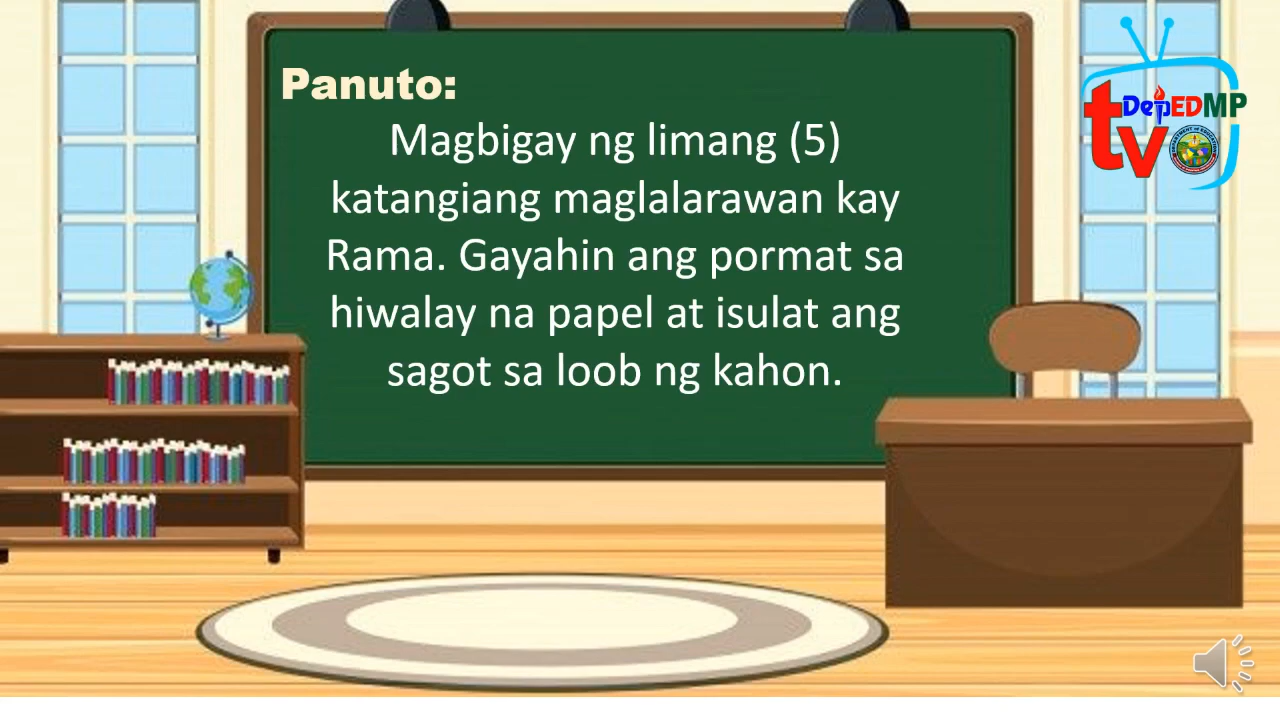 Panuto:
Magbigay ng limang (5)
katangiang maglalarawan kay
Rama. Gayahin ang pormat sa
hiwalay na papel at isulat ang
sagot sa loob ng kahon.
DepEDMP
tv